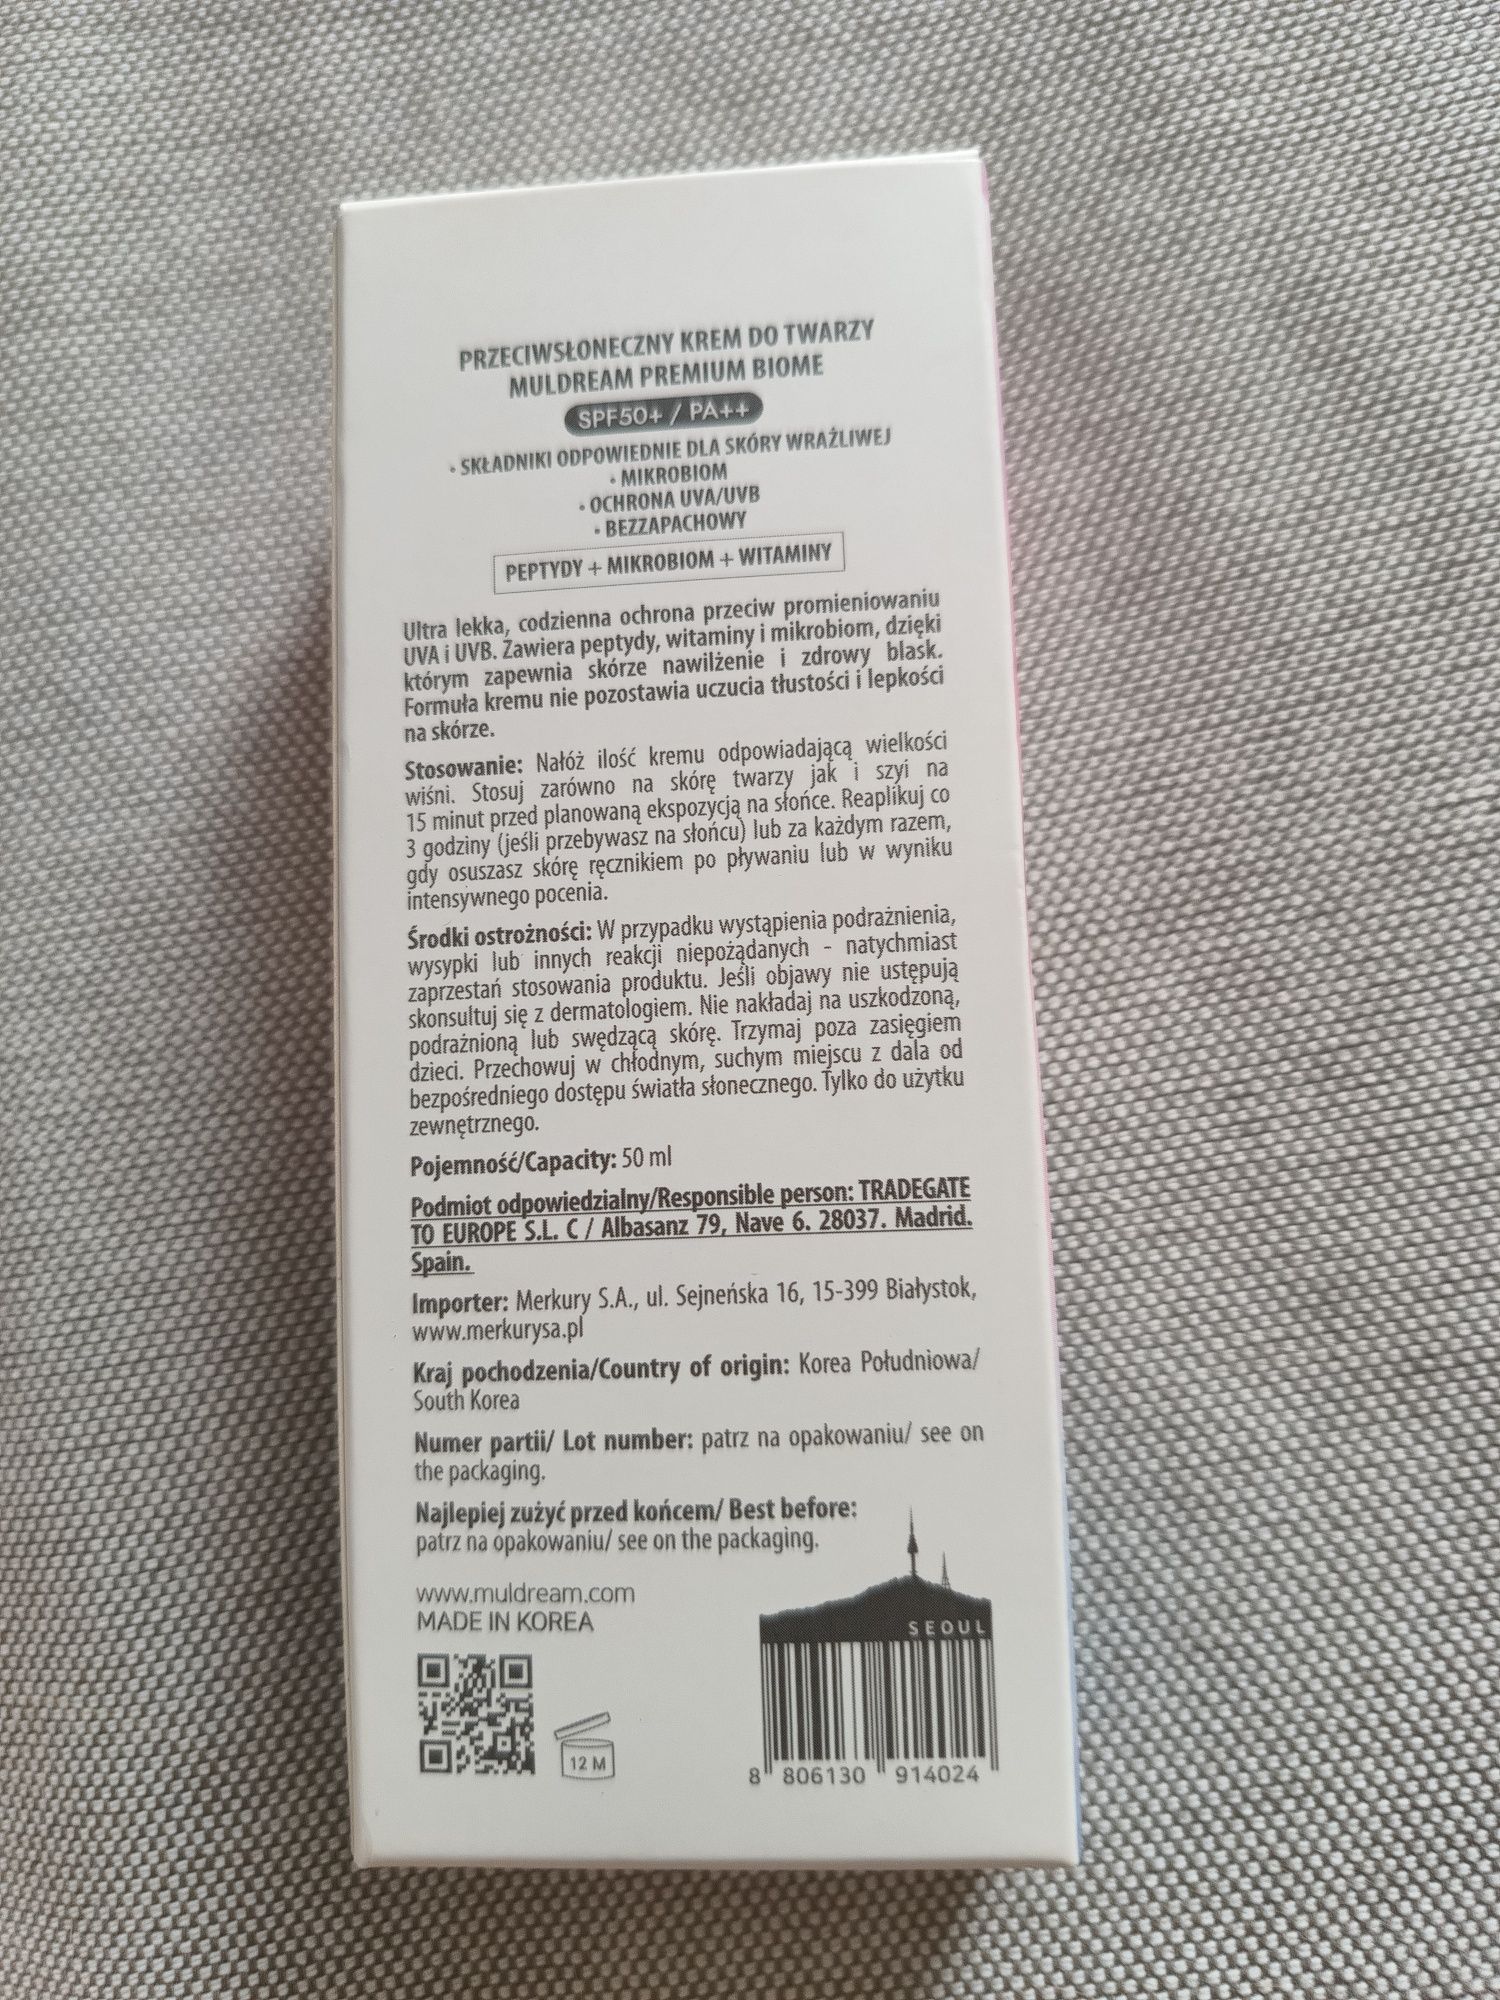 PRZECIWSŁONECZNY KREM DO TWARZY
MULDREAM PREMIUM BIOME
SPF50+ / PA++
• SKŁADNIKI ODPOWIEDNIE DLA SKÓRY WRAŻLIWEJ
• MIKROBIOM
• OCHRONA UVA/UVB
• BEZZAPACHOWY
PEPTYDY + MIKROBIOM + WITAMINY
Ultra lekka, codzienna ochrona przeciw promieniowaniu
UVA i UVB. Zawiera peptydy, witaminy i mikrobiom, dzięki
którym zapewnia skórze nawilżenie i zdrowy blask.
Formuła kremu nie pozostawia uczucia tłustości i lepkości
na skórze.
Stosowanie: Nałóż ilość kremu odpowiadającą wielkości
wiśni. Stosuj zarówno na skórę twarzy jak i szyi na
15 minut przed planowaną ekspozycją na słońce. Reaplikuj co
3 godziny (jeśli przebywasz na słońcu) lub za każdym razem,
gdy osuszasz skórę ręcznikiem po pływaniu lub w wyniku
intensywnego pocenia.
Środki ostrożności: W przypadku wystąpienia podrażnienia,
wysypki lub innych reakcji niepożądanych - natychmiast
zaprzestań stosowania produktu. Jeśli objawy nie ustępują
skonsultuj się z dermatologiem. Nie nakładaj na uszkodzoną,
podrażnioną lub swędzącą skórę. Trzymaj poza zasięgiem
dzieci. Przechowuj w chłodnym, suchym miejscu z dala od
bezpośredniego dostępu światła słonecznego. Tylko do użytku
zewnętrznego.
Pojemność/Capacity: 50 ml
Podmiot odpowiedzialny/Responsible person: TRADEGATE
TO EUROPE S.L. C / Albasanz 79, Nave 6. 28037. Madrid.
Spain.
Importer: Merkury S.A., ul. Sejneńska 16, 15-399 Białystok,
www.merkurysa.pl
Kraj pochodzenia/Country of origin: Korea Południowa/
South Korea
Numer partii/ Lot number: patrz na opakowaniu/ see on
the packaging.
Najlepiej zużyć przed końcem/ Best before:
patrz na opakowaniu/ see on the packaging.
www.muldream.com
MADE IN KOREA
SEOUL
12 M
8 806130 914024